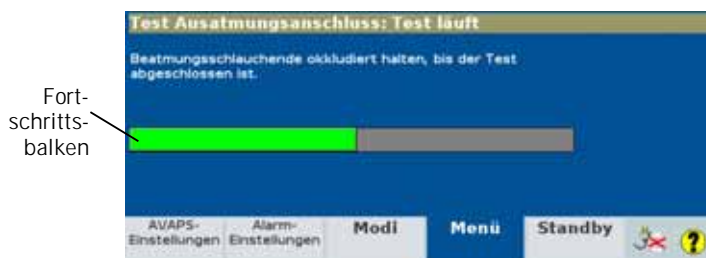 Test Ausatmungsanschluss: Test läuft
Beatmungsschlauchende okkludiert halten, bis der Test
abgeschlossen ist.
Fort-
schritts-
balken
AVAPS-
Einstellungen
Alarm-
Einstellungen
Modi
Menü
Standby
?